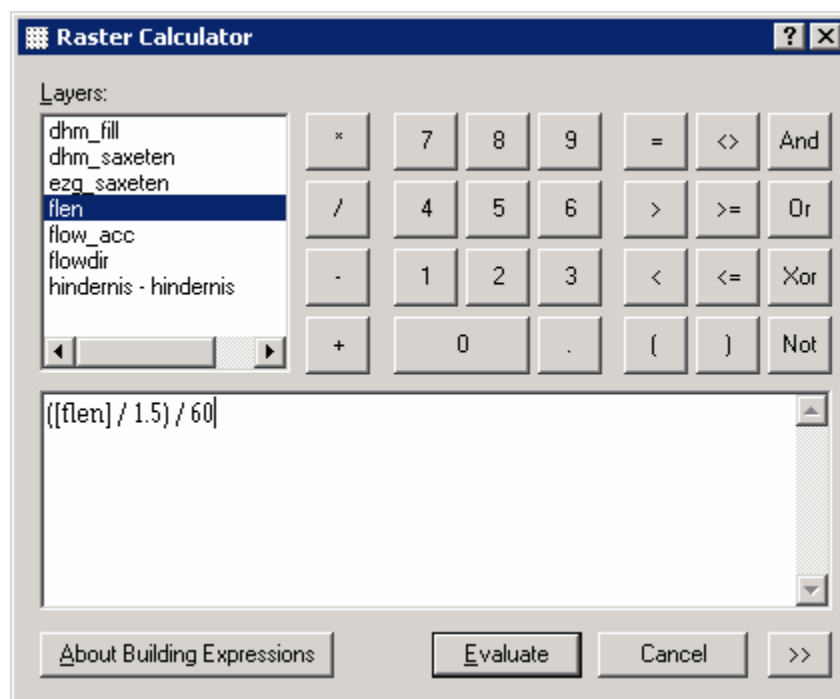 Raster Calculator
Layers:
dhm_fill
dhm_saxeten
ezg_saxeten
flen
flow_acc
flowdir
hindernis - hindernis
* 7 8 9 = <> And
/ 4 5 6 > >= Or
- 1 2 3 < <= Xor
+ 0 . ( ) Not
([flen] / 1.5) / 60
About Building Expressions Evaluate Cancel >>